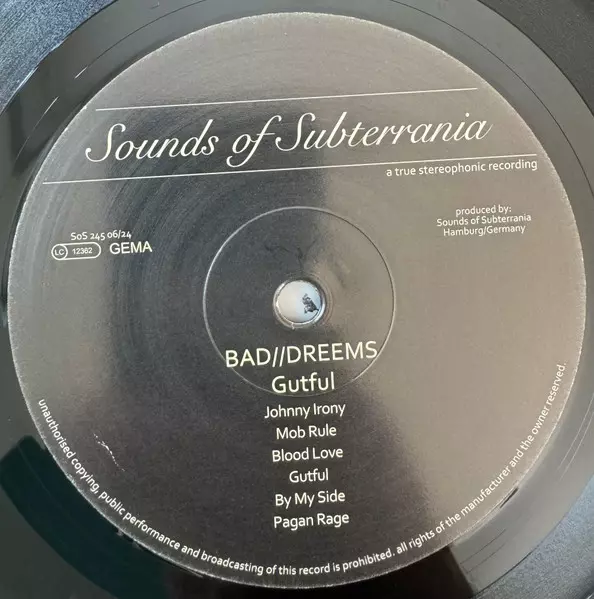 Sounds of Subterrania
a true stereophonic recording
produced by:
Sounds of Subterrania
Hamburg/Germany
SoS 245 06/24
LC 12362 GEMA
BAD//DREEMS
Gutful
Johnny Irony
Mob Rule
Blood Love
Gutful
By My Side
Pagan Rage
unauthorised copying, public performance and broadcasting of this record is prohibited. all rights of the manufacturer and the owner reserved.